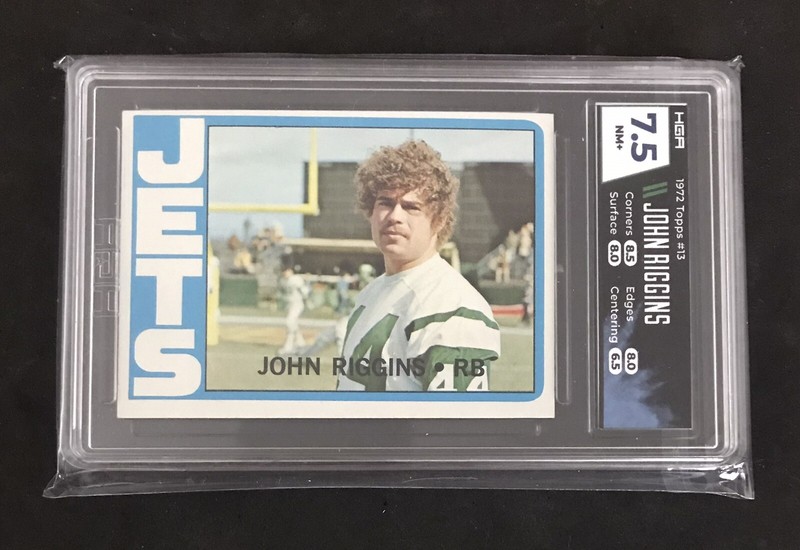 JETS
JOHN RIGGINS • RB
44
44
HGA
7.5
NM+
1972 Topps #13
JOHN RIGGINS
Corners 8.5 Edges 8.0
Surface 8.0 Centering 6.5